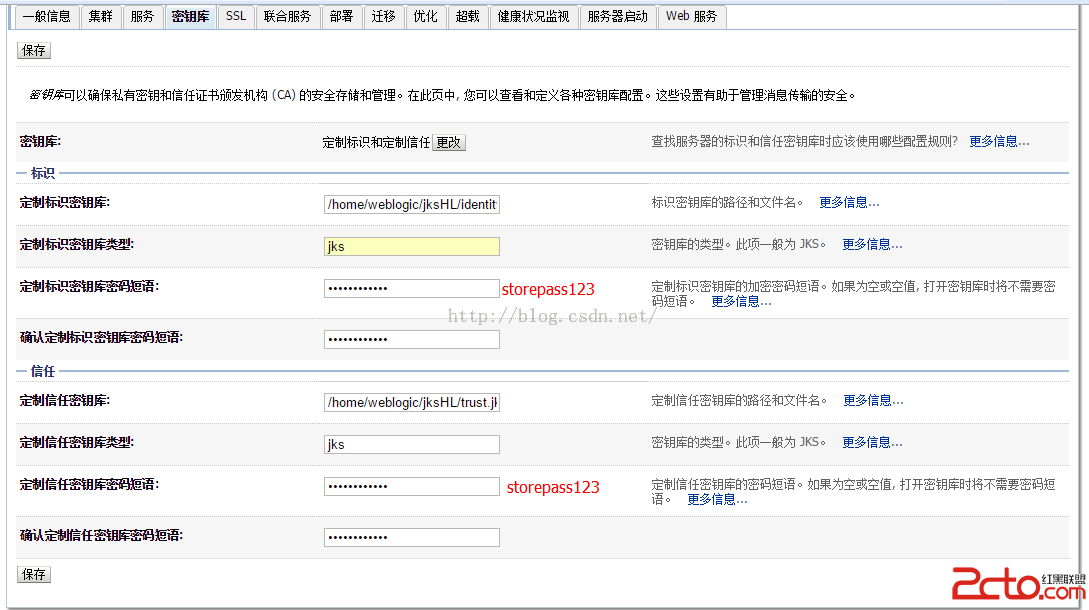 一般信息 集群 服务 密钥库 SSL 联合服务 部署 迁移 优化 超载 健康状况监视 服务器启动 Web 服务
保存
密钥库可以确保私有密钥和信任证书颁发机构 (CA) 的安全存储和管理。在此页中, 您可以查看和定义各种密钥库配置。这些设置有助于管理消息传输的安全。
密钥库: 定制标识和定制信任 更改 查找服务器的标识和信任密钥库时应该使用哪些配置规则? 更多信息...
标识
定制标识密钥库: /home/weblogic/jksHL/identit 标识密钥库的路径和文件名。 更多信息...
定制标识密钥库类型: jks 密钥库的类型。此项一般为 JKS。 更多信息...
定制标识密钥库密码短语: •••••••••••• storepass123 定制标识密钥库的加密密码短语。如果为空或空值, 打开密钥库时将不需要密
码短语。 更多信息...
http://blog.csdn.net/
确认定制标识密钥库密码短语: ••••••••••••
信任
定制信任密钥库: /home/weblogic/jksHL/trust.jk 定制信任密钥库的路径和文件名。 更多信息...
定制信任密钥库类型: jks 密钥库的类型。此项一般为 JKS。 更多信息...
定制信任密钥库密码短语: •••••••••••• storepass123 定制信任密钥库的密码短语。如果为空或空值, 打开密钥库时将不需要密码短
语。 更多信息...
确认定制信任密钥库密码短语: ••••••••••••
保存
2cto.com 红黑联盟